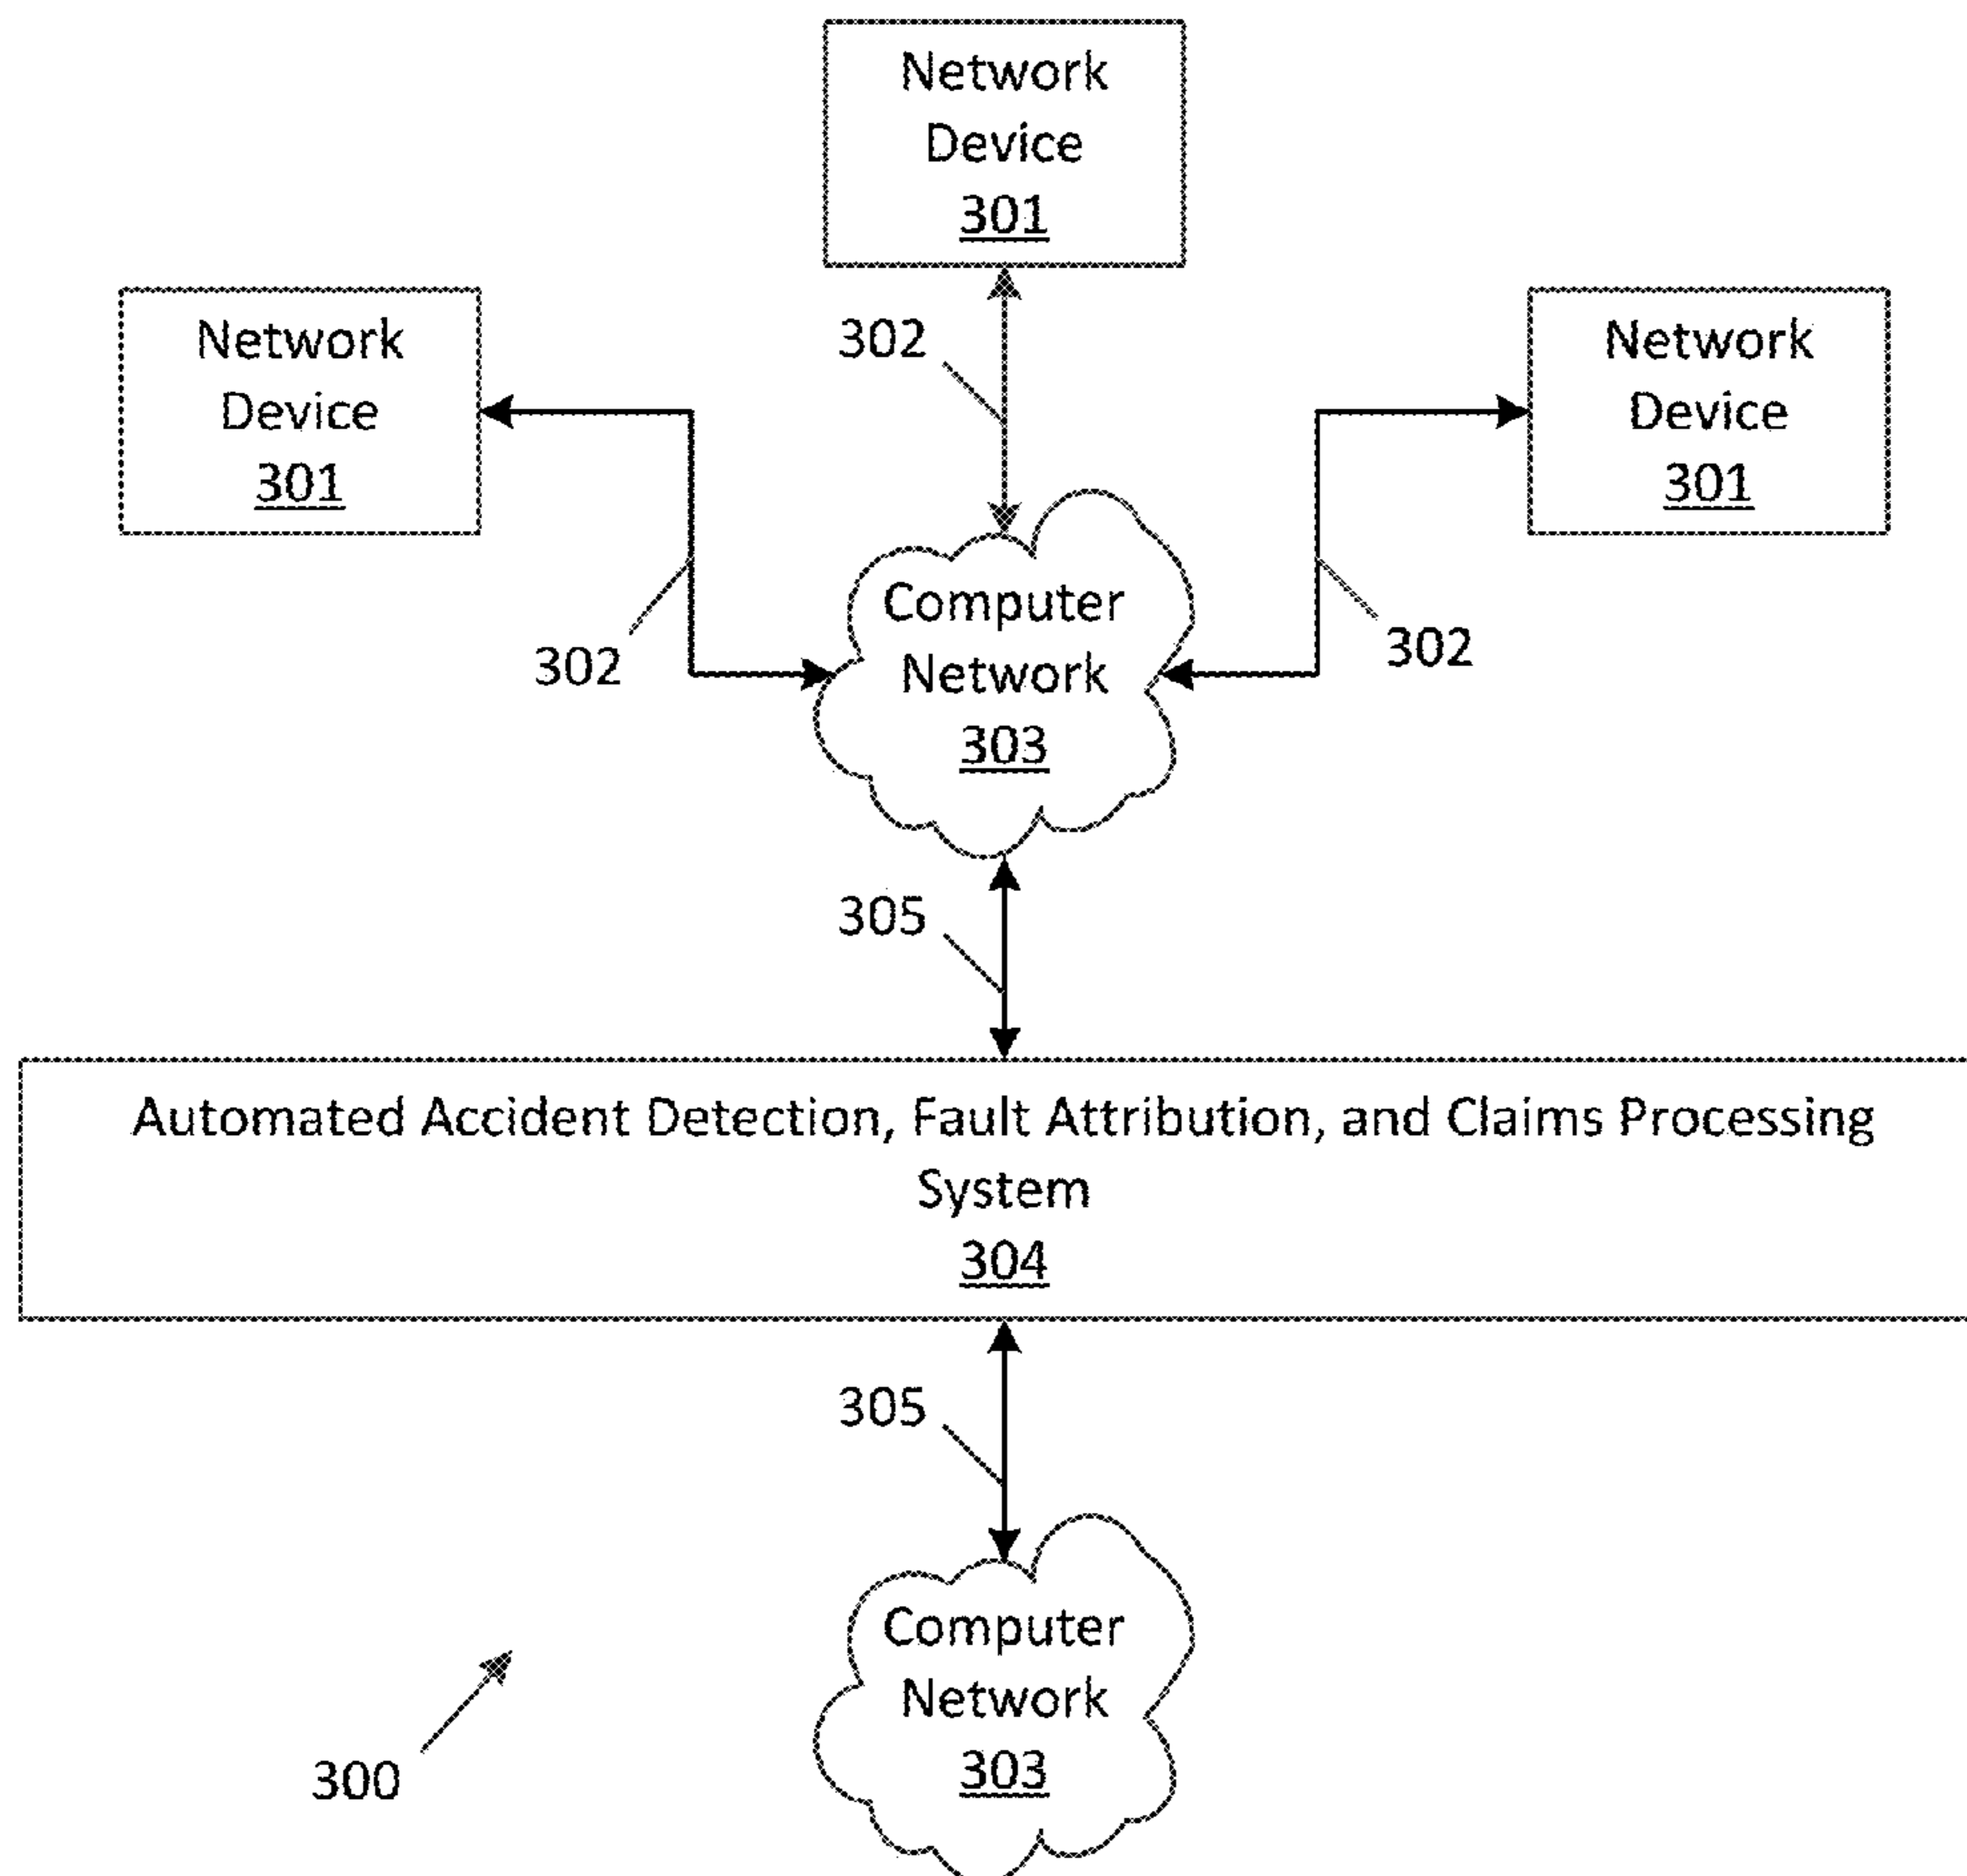 Network
Device
301
Network
Device
301
302
Network
Device
301
302
Computer
Network
303
302
305
Automated Accident Detection, Fault Attribution, and Claims Processing
System
304
305
Computer
Network
303
300